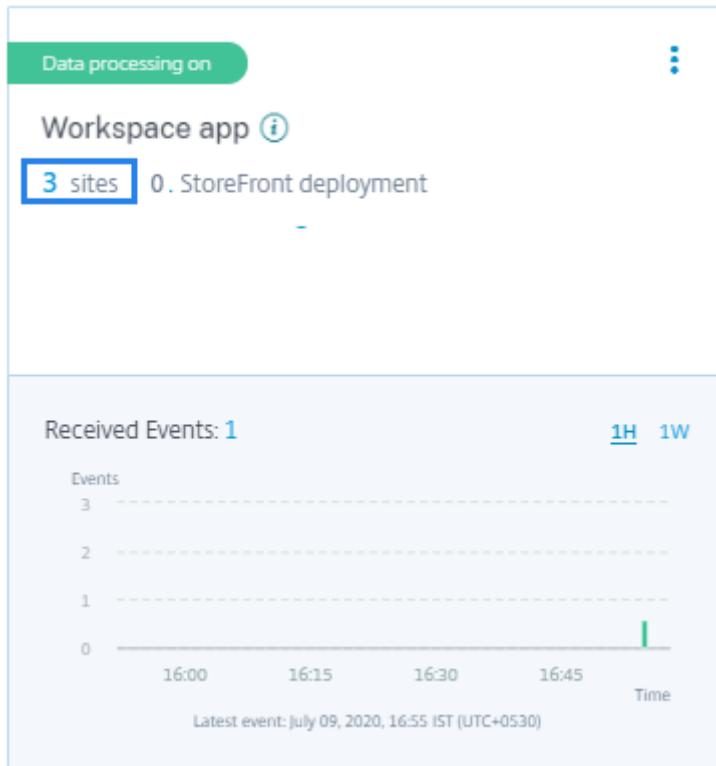 Data processing on
Workspace app i
3 sites 0. StoreFront deployment
Received Events: 1 1H 1W
Events
3
2
1
0
16:00 16:15 16:30 16:45
Time
Latest event: July 09, 2020, 16:55 IST (UTC+0530)